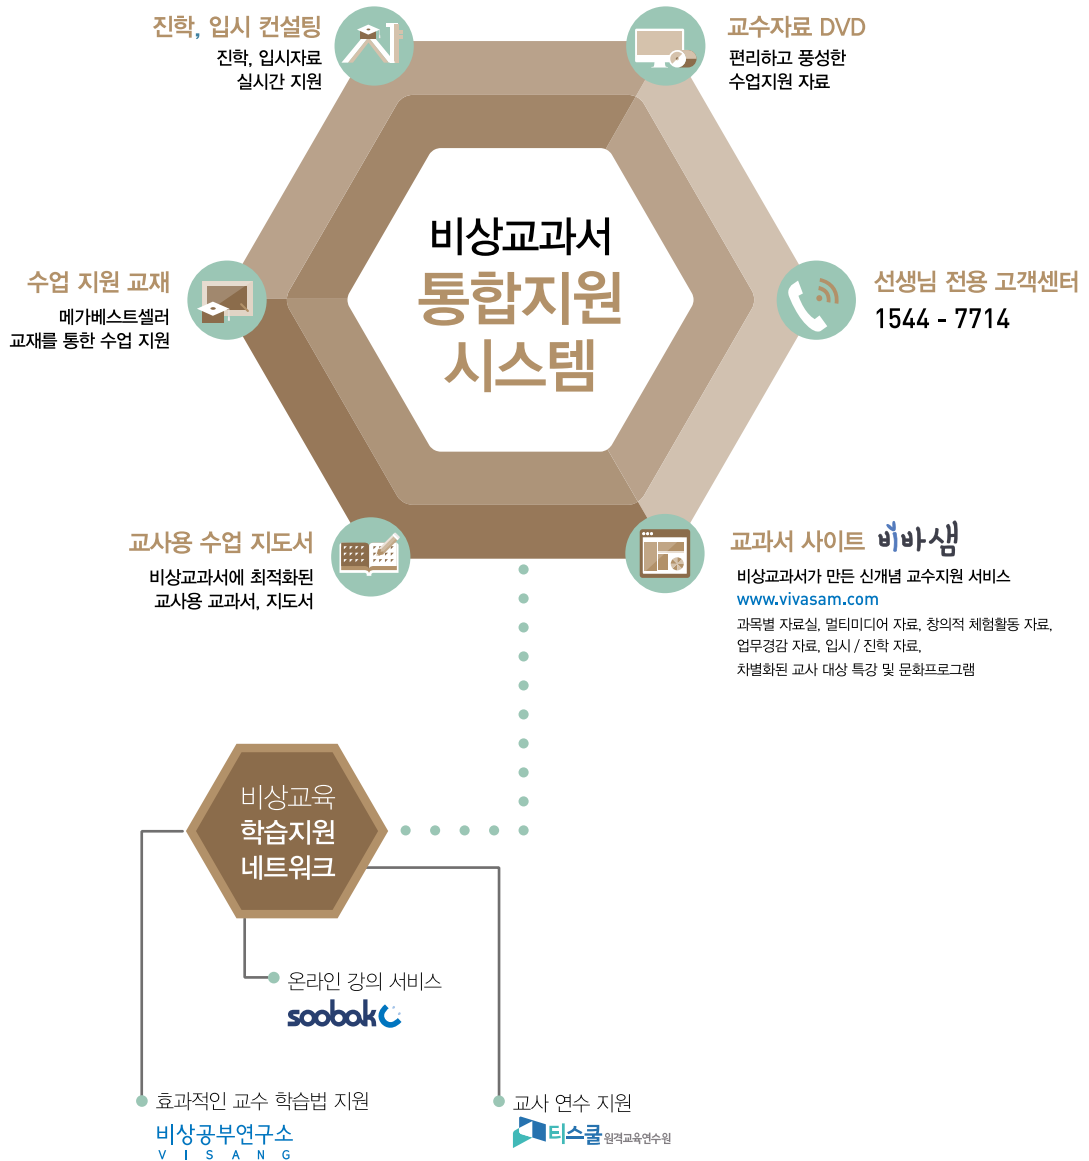 진학, 입시 컨설팅
진학, 입시자료
실시간 지원
교수자료 DVD
편리하고 풍성한
수업지원 자료
비상교과서
통합지원
시스템
수업 지원 교재
메가베스트셀러
교재를 통한 수업 지원
선생님 전용 고객센터
1544 - 7714
교사용 수업 지도서
비상교과서에 최적화된
교사용 교과서, 지도서
교과서 사이트 비바샘
비상교과서가 만든 신개념 교수지원 서비스
www.vivasam.com
과목별 자료실, 멀티미디어 자료, 창의적 체험활동 자료,
업무경감 자료, 입시 / 진학 자료,
차별화된 교사 대상 특강 및 문화프로그램
비상교육
학습지원
네트워크
온라인 강의 서비스
soobak c
효과적인 교수 학습법 지원
비상공부연구소
VISANG
교사 연수 지원
티스쿨 원격교육연수원